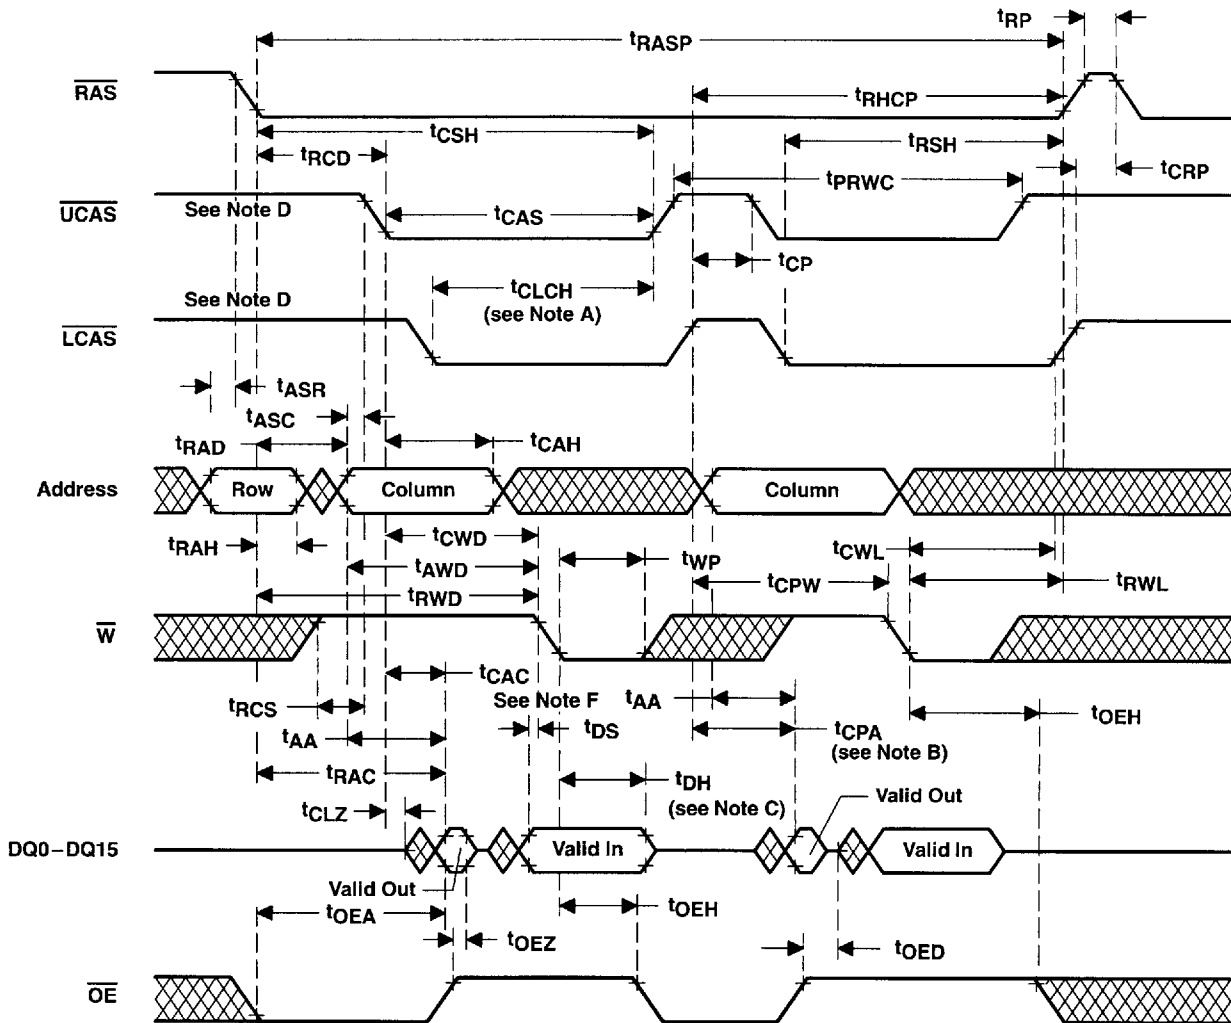 tRP
tRASP
RAS
tRHCP
tCSH
tRSH
tRCD
tCRP
tPRWC
UCAS
See Note D
tCAS
tCP
tCLCH
(see Note A)
See Note D
LCAS
tASR
tASC
tRAD
tCAH
Address
Row
Column
Column
tRAH
tCWD
tWP
tCWL
tAWD
tCPW
tRWL
tRWD
W
tCAC
See Note F
tRCS
tAA
tOEH
tAA
tDS
tCPA
(see Note B)
tRAC
tDH
(see Note C)
Valid Out
tCLZ
DQ0–DQ15
Valid In
Valid In
Valid Out
tOEA
tOEH
tOEZ
tOED
OE